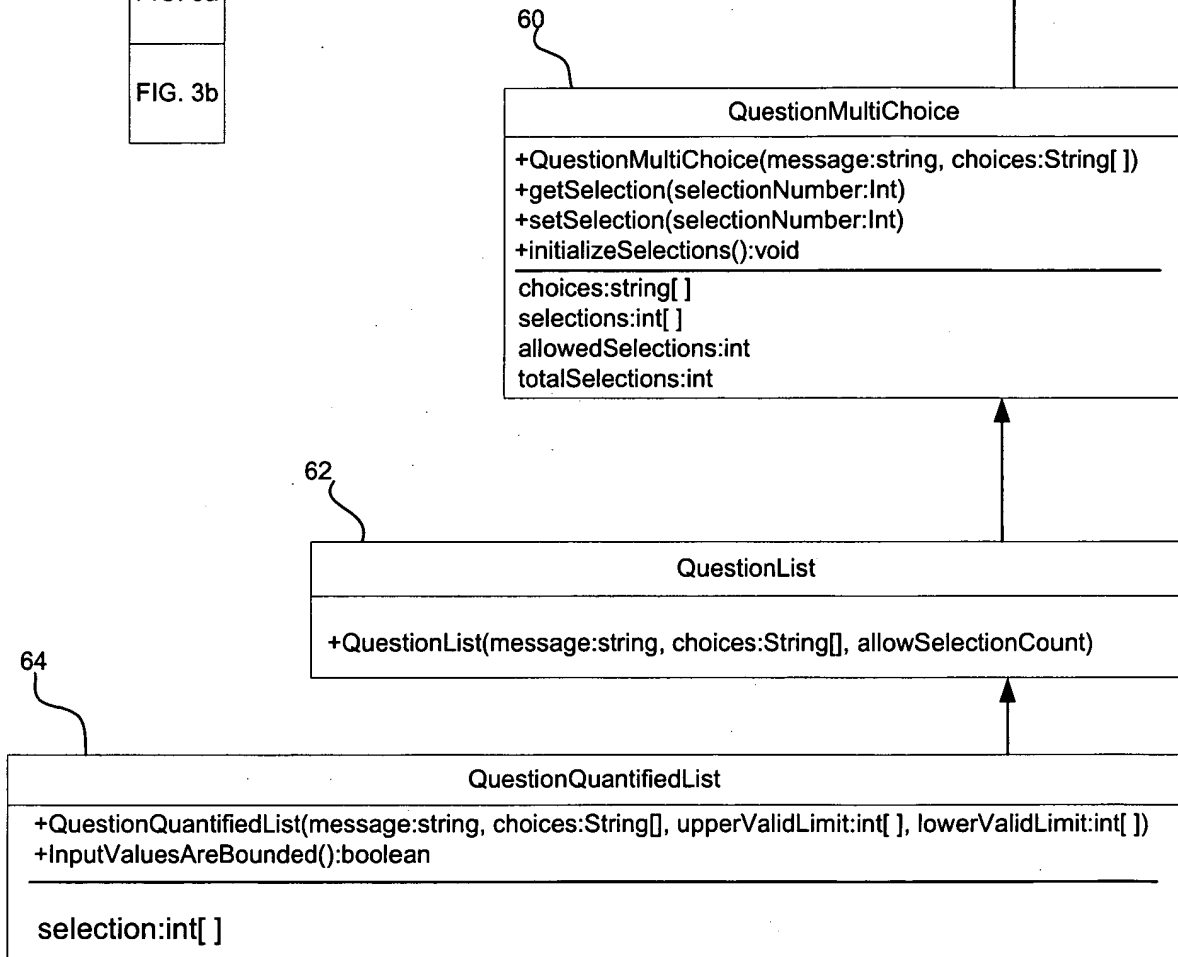 60
FIG. 3b
QuestionMultiChoice
+QuestionMultiChoice(message:string, choices:String[ ])
+getSelection(selectionNumber:Int)
+setSelection(selectionNumber:Int)
+initializeSelections():void
choices:string[ ]
selections:int[ ]
allowedSelections:int
totalSelections:int
62
QuestionList
+QuestionList(message:string, choices:String[], allowSelectionCount)
64
QuestionQuantifiedList
+QuestionQuantifiedList(message:string, choices:String[], upperValidLimit:int[ ], lowerValidLimit:int[ ])
+InputValuesAreBounded():boolean
selection:int[ ]